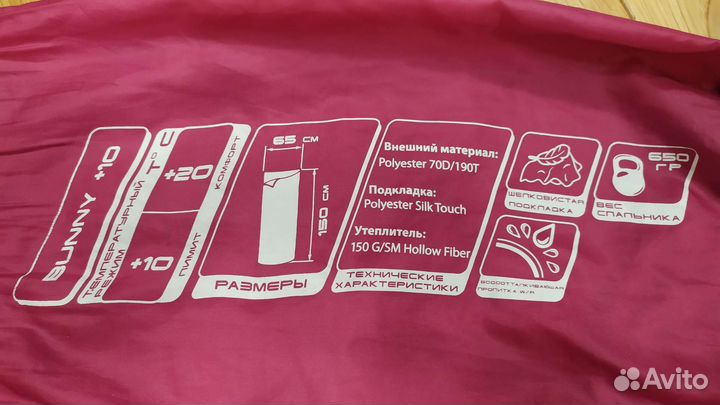 BUNNY +10
ТЕМПЕРАТУРНЫЙ
РЕЖИМ
T° C
+20
КОМФОРТ
+10
ЛИМИТ
65 СМ
150 СМ
РАЗМЕРЫ
Внешний материал:
Polyester 70D/190T
Подкладка:
Polyester Silk Touch
Утеплитель:
150 G/SM Hollow Fiber
ТЕХНИЧЕСКИЕ
ХАРАКТЕРИСТИКИ
ШЕЛКОВИСТАЯ
ПОДКЛАДКА
650
ГР
ВЕС
СПАЛЬНИКА
ВОДООТТАЛКИВАЮЩАЯ
ПРОПИТКА W/R
Avito